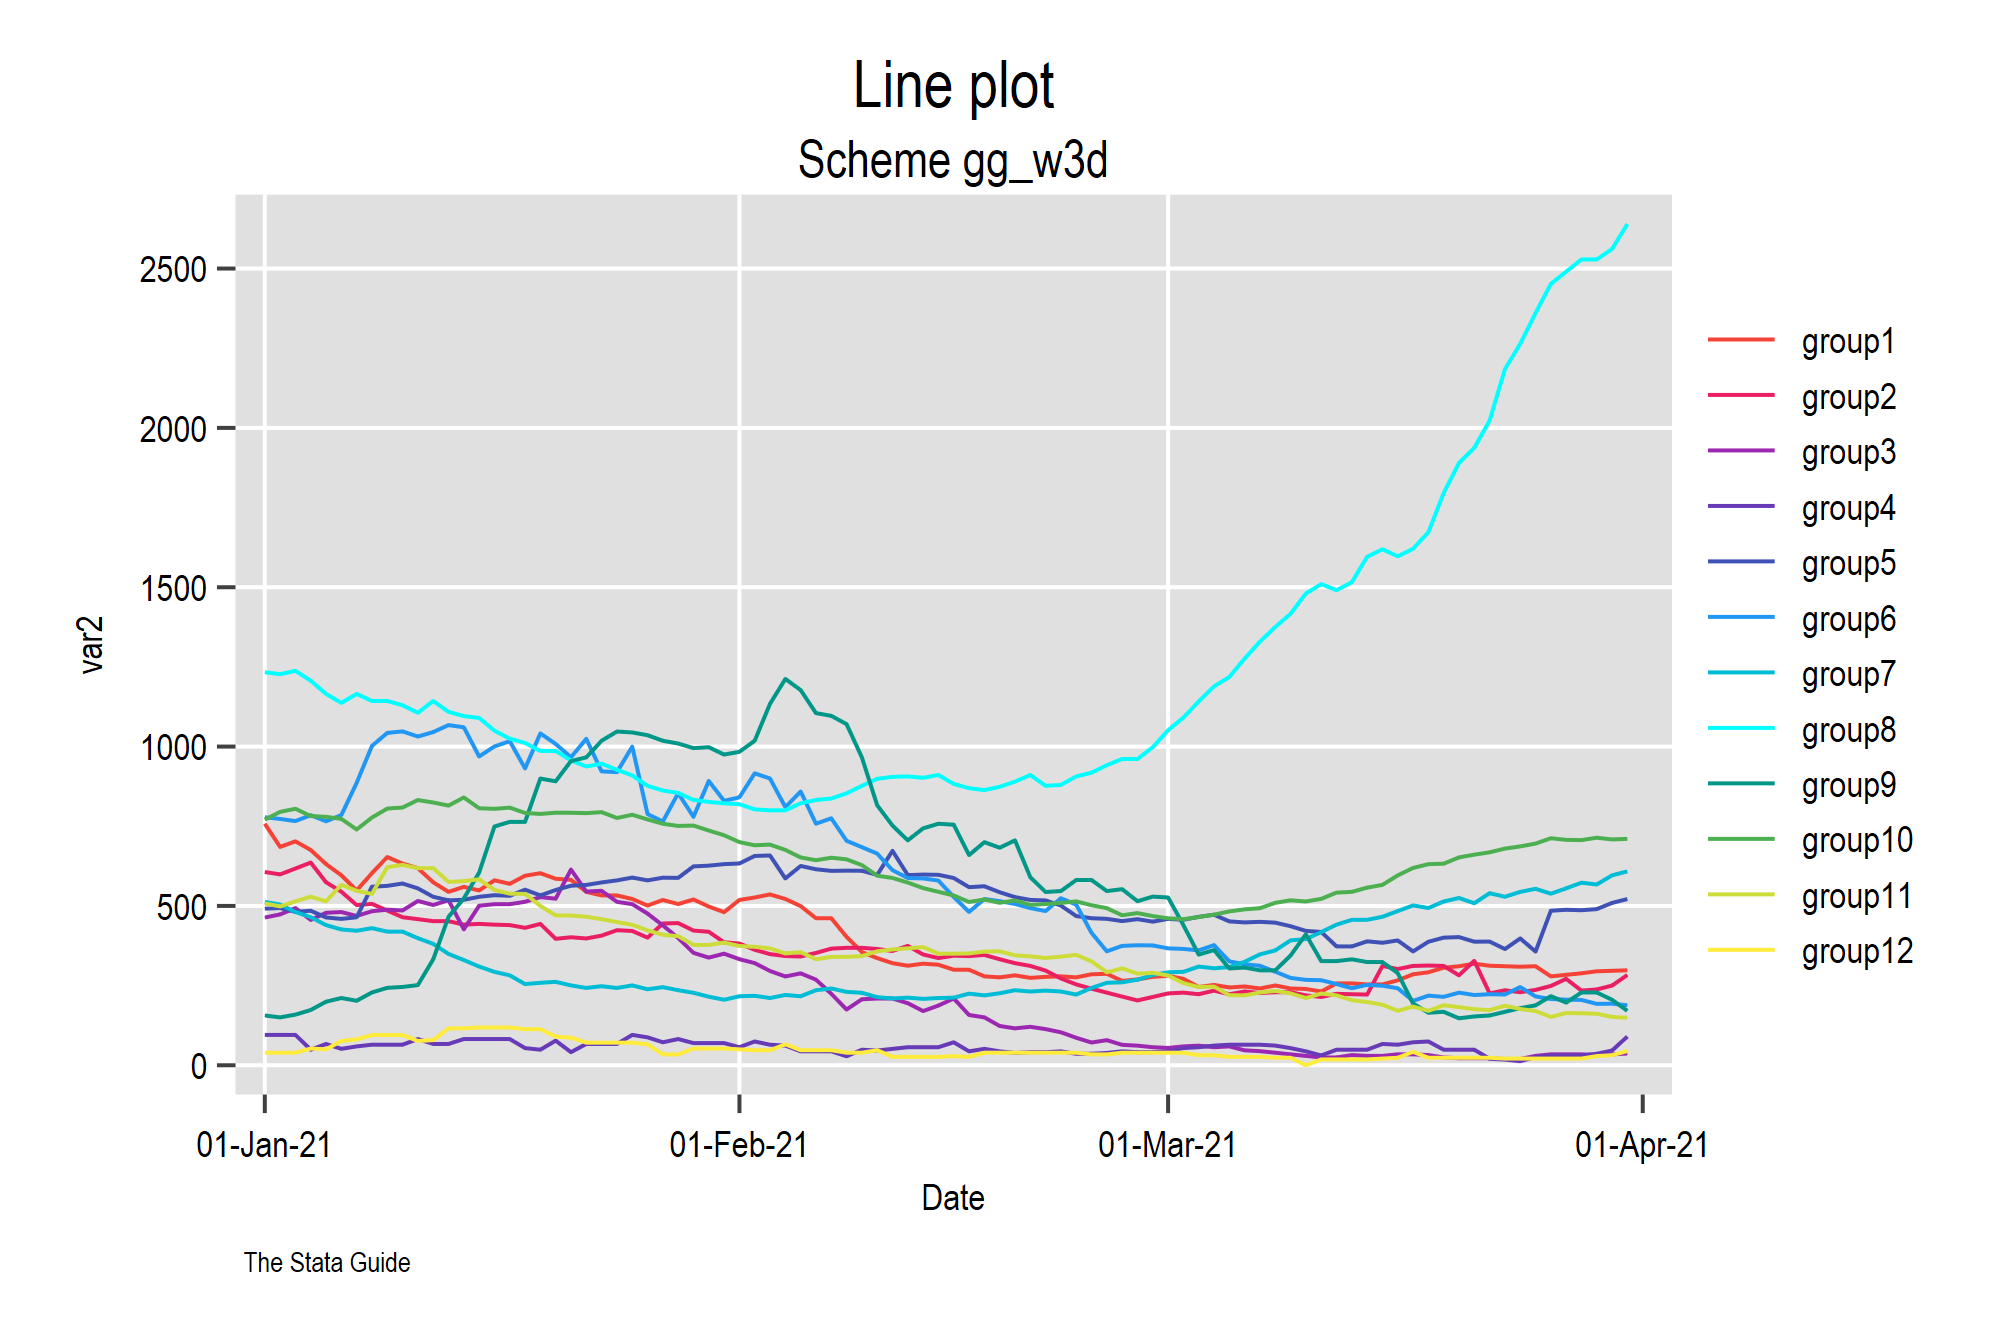 Line plot
Scheme gg_w3d
2500
2000
1500
1000
500
0
var2
01-Jan-21
01-Feb-21
01-Mar-21
01-Apr-21
Date
group1
group2
group3
group4
group5
group6
group7
group8
group9
group10
group11
group12
The Stata Guide